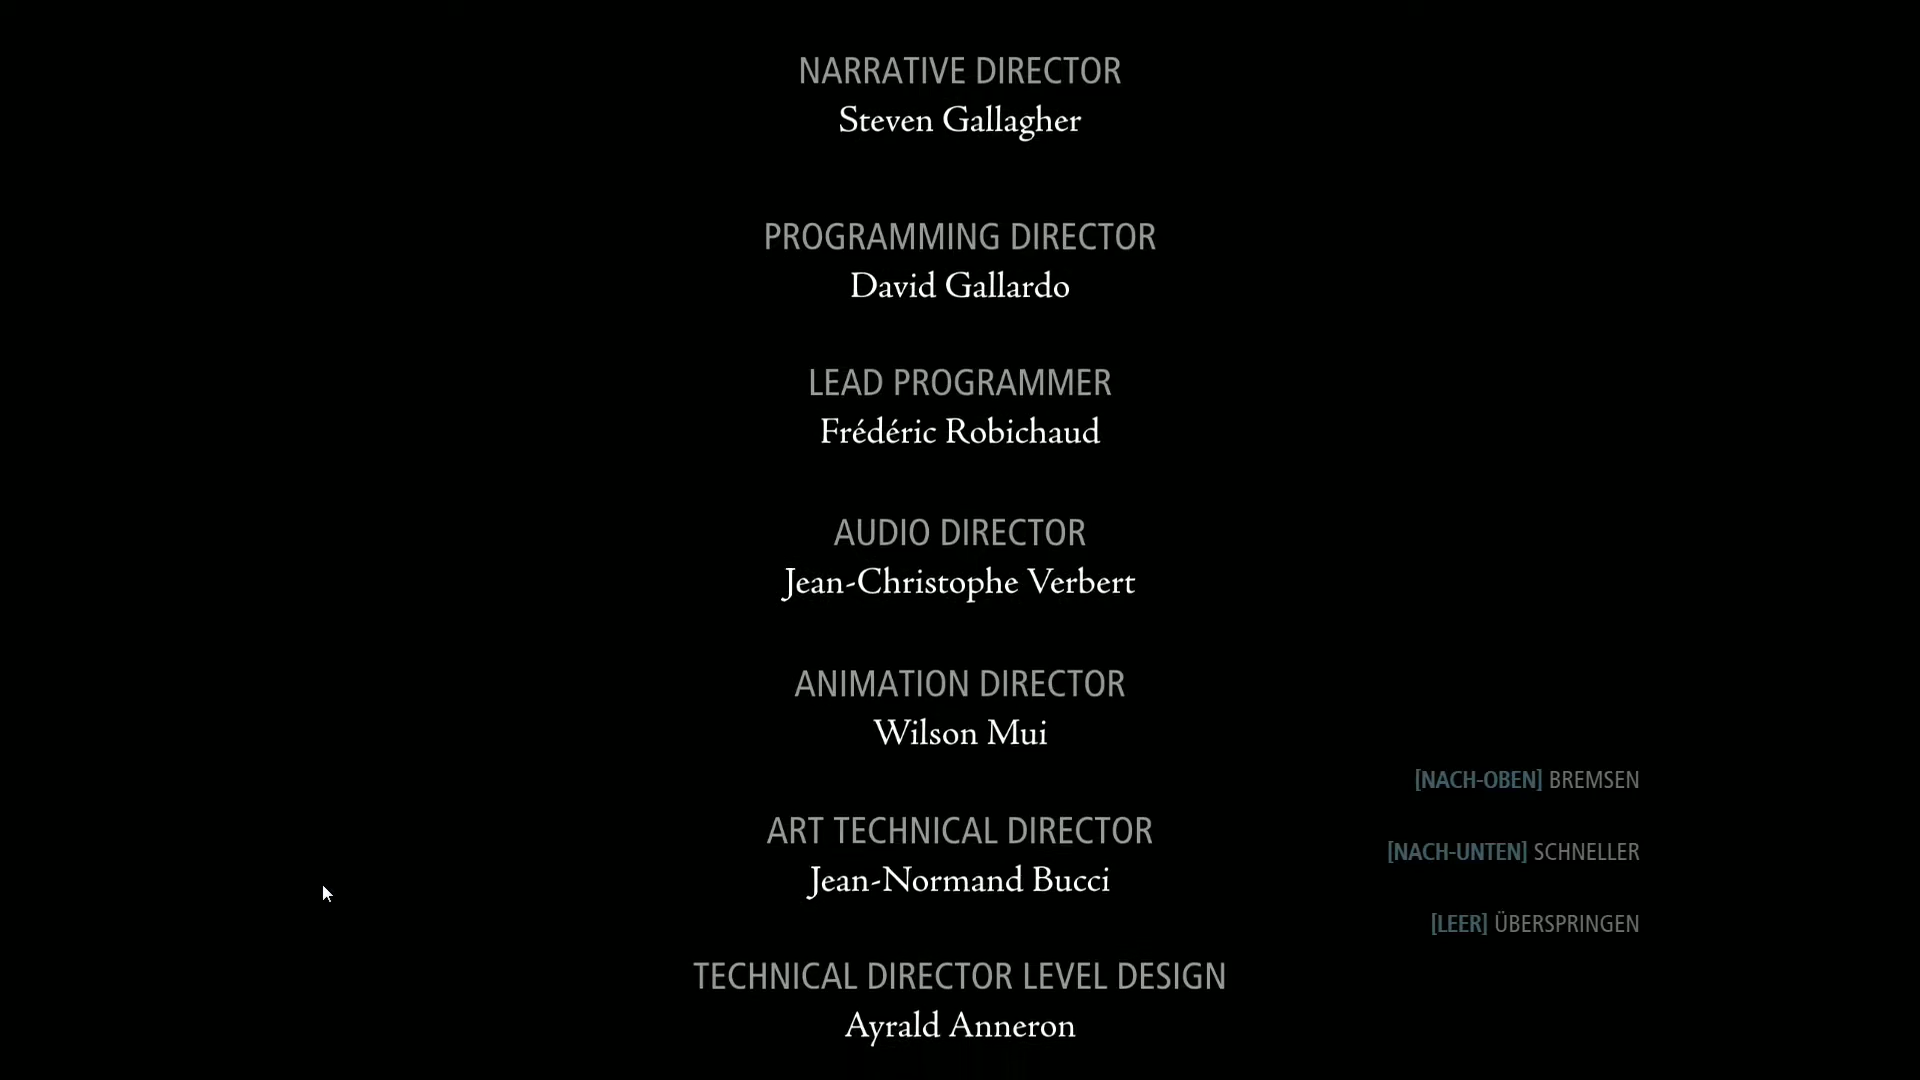 NARRATIVE DIRECTOR
Steven Gallagher
PROGRAMMING DIRECTOR
David Gallardo
LEAD PROGRAMMER
Frédéric Robichaud
AUDIO DIRECTOR
Jean-Christophe Verbert
ANIMATION DIRECTOR
Wilson Mui
[NACH-OBEN] BREMSEN
ART TECHNICAL DIRECTOR
[NACH-UNTEN] SCHNELLER
Jean-Normand Bucci
[LEER] ÜBERSPRINGEN
TECHNICAL DIRECTOR LEVEL DESIGN
Ayrald Anneron